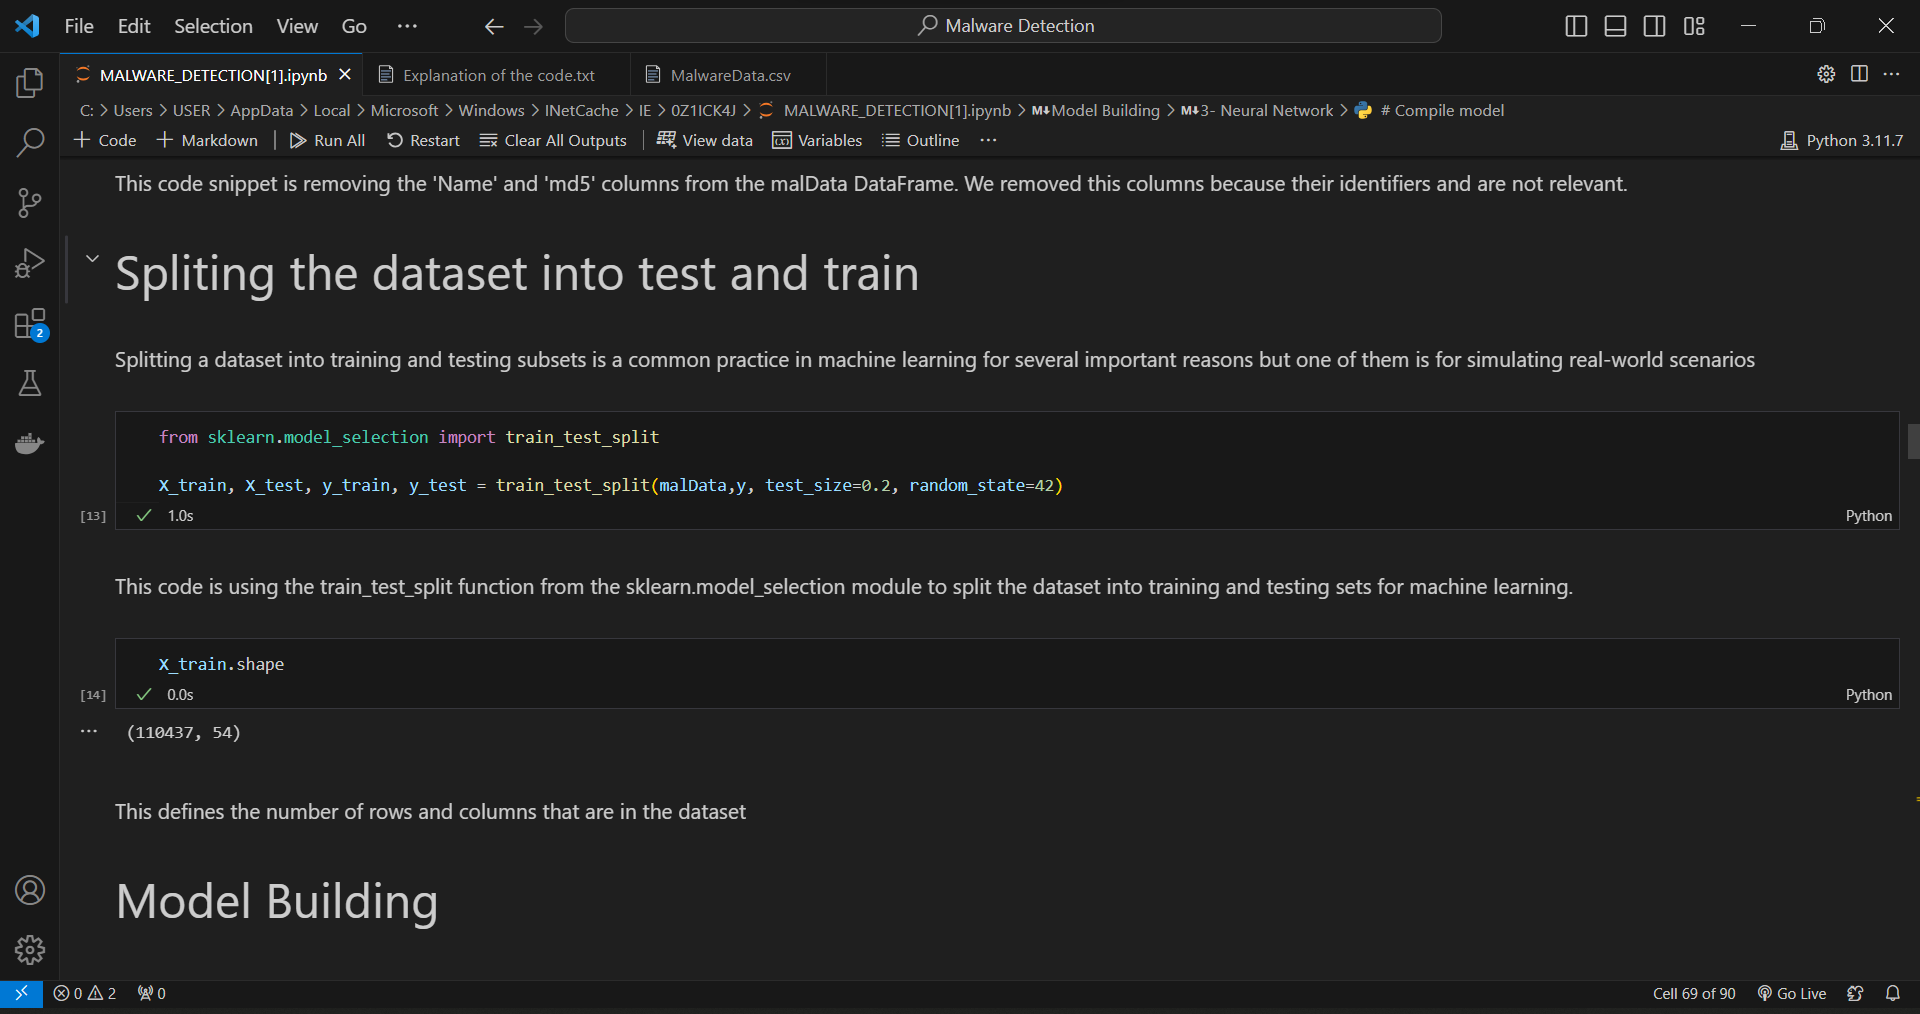 File Edit Selection View Go ··· Malware Detection
MALWARE_DETECTION[1].ipynb Explanation of the code.txt MalwareData.csv ···
C: > Users > USER > AppData > Local > Microsoft > Windows > INetCache > IE > 0Z1ICK4J > MALWARE_DETECTION[1].ipynb > M↓Model Building > M↓3- Neural Network > # Compile model
+ Code + Markdown | Run All Restart Clear All Outputs | View data Variables Outline ··· Python 3.11.7
This code snippet is removing the 'Name' and 'md5' columns from the malData DataFrame. We removed this columns because their identifiers and are not relevant.
Spliting the dataset into test and train
Splitting a dataset into training and testing subsets is a common practice in machine learning for several important reasons but one of them is for simulating real-world scenarios
from sklearn.model_selection import train_test_split
X_train, X_test, y_train, y_test = train_test_split(malData,y, test_size=0.2, random_state=42)
[13] ✓ 1.0s Python
This code is using the train_test_split function from the sklearn.model_selection module to split the dataset into training and testing sets for machine learning.
X_train.shape
[14] ✓ 0.0s Python
··· (110437, 54)
This defines the number of rows and columns that are in the dataset
Model Building
2
0 2 0 Cell 69 of 90 Go Live